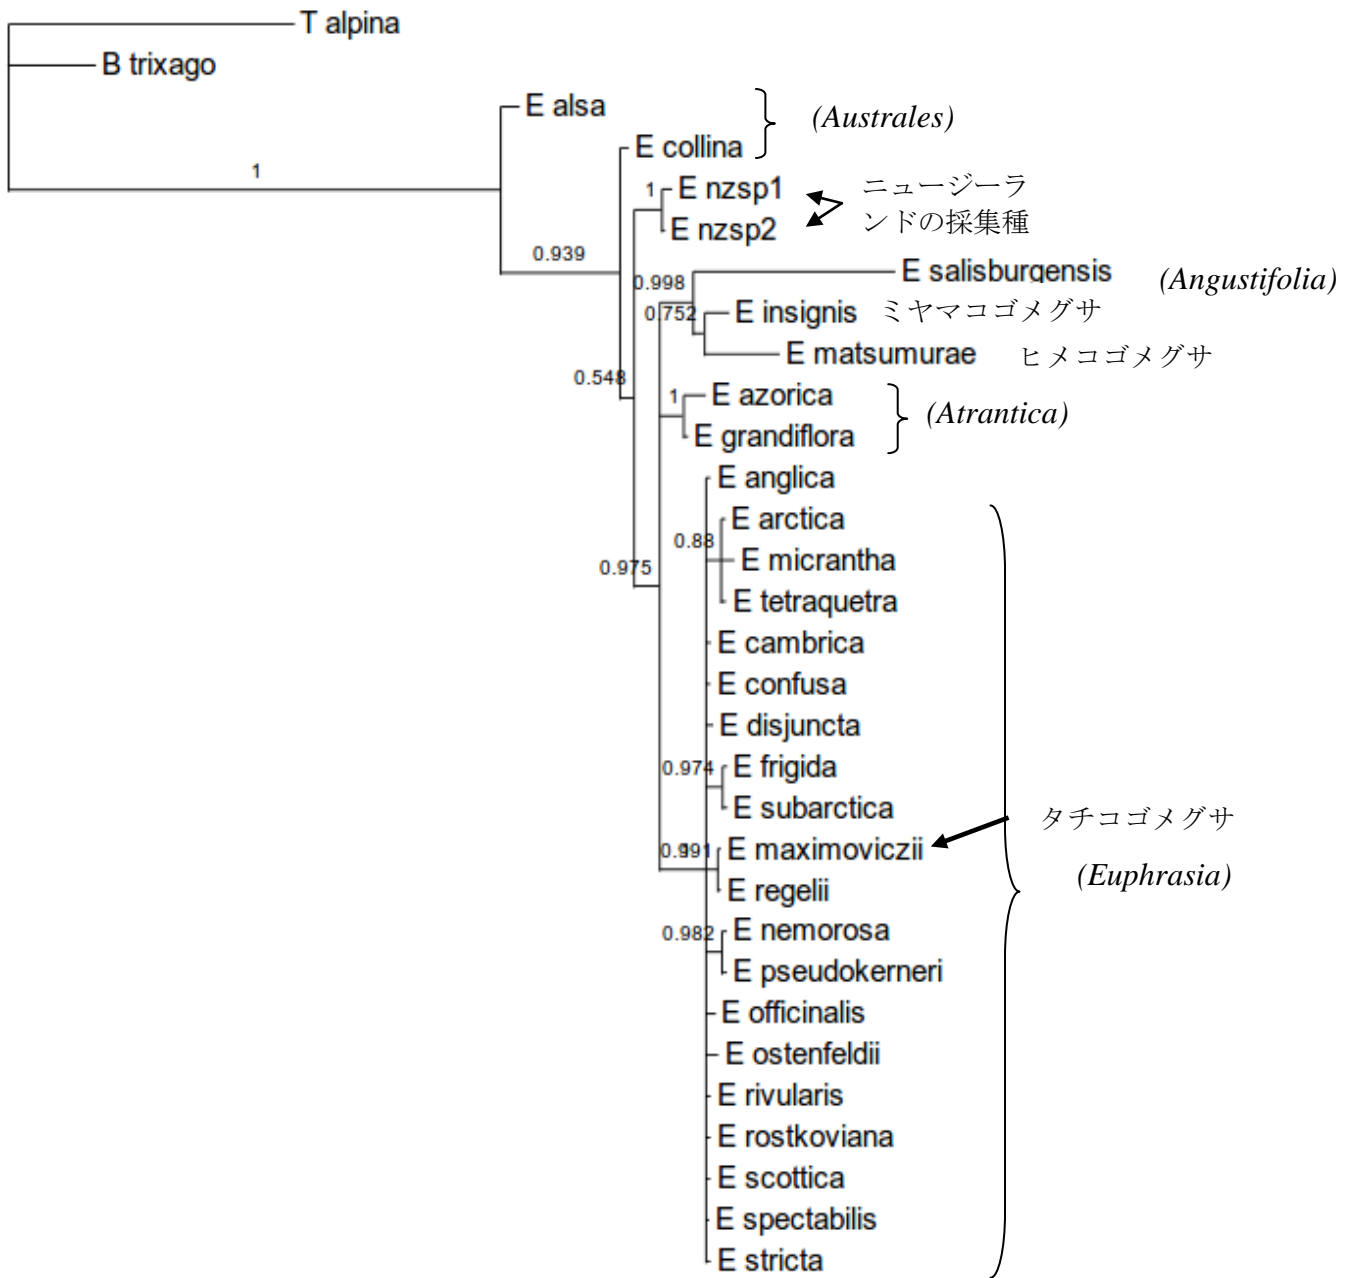 T alpina
B trixago
E alsa
(Australes)
E collina
1
1
E nzsp1
ニュージーラ
ンドの採集種
E nzsp2
0.939
E salisburgensis
(Angustifolia)
0.998
0.752
E insignis
ミヤマコゴメグサ
E matsumurae
ヒメコゴメグサ
0.548
1
E azorica
(Atrantica)
E grandiflora
E anglica
E arctica
0.88
E micrantha
0.975
E tetraquetra
E cambrica
E confusa
E disjuncta
0.974
E frigida
E subarctica
タチコゴメグサ
E maximoviczii
(Euphrasia)
E regelii
0.982
E nemorosa
E pseudokerneri
E officinalis
E ostenfeldii
E rivularis
E rostkoviana
E scottica
E spectabilis
E stricta